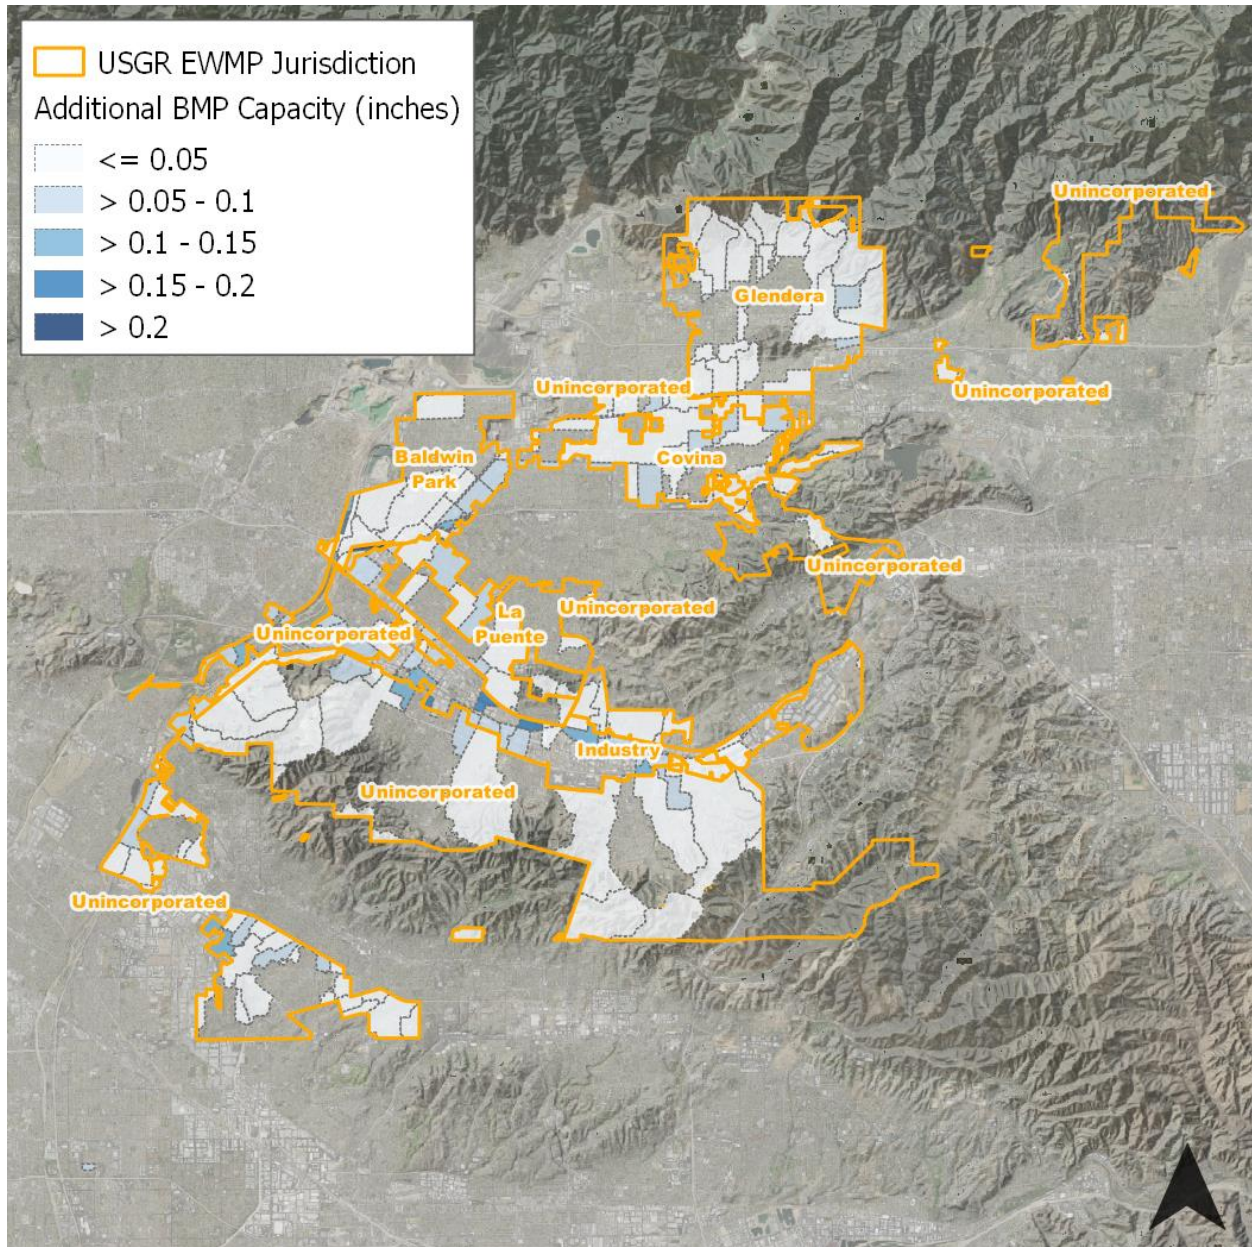 USGR EWMP Jurisdiction
Additional BMP Capacity (inches)
<= 0.05
> 0.05 - 0.1
> 0.1 - 0.15
> 0.15 - 0.2
> 0.2
Unincorporated
Glendora
Unincorporated
Unincorporated
Baldwin
Park
Covina
Unincorporated
Unincorporated
La
Puente
Unincorporated
Industry
Unincorporated
Unincorporated